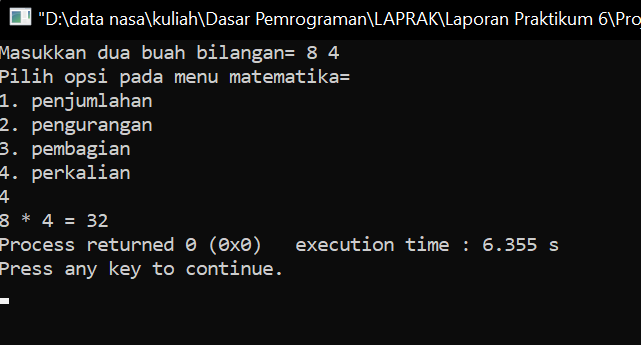 "D:\data nasa\kuliah\Dasar Pemrograman\LAPRAK\Laporan Praktikum 6\Pro
Masukkan dua buah bilangan= 8 4
Pilih opsi pada menu matematika=
1. penjumlahan
2. pengurangan
3. pembagian
4. perkalian
4
8 * 4 = 32
Process returned 0 (0x0)   execution time : 6.355 s
Press any key to continue.